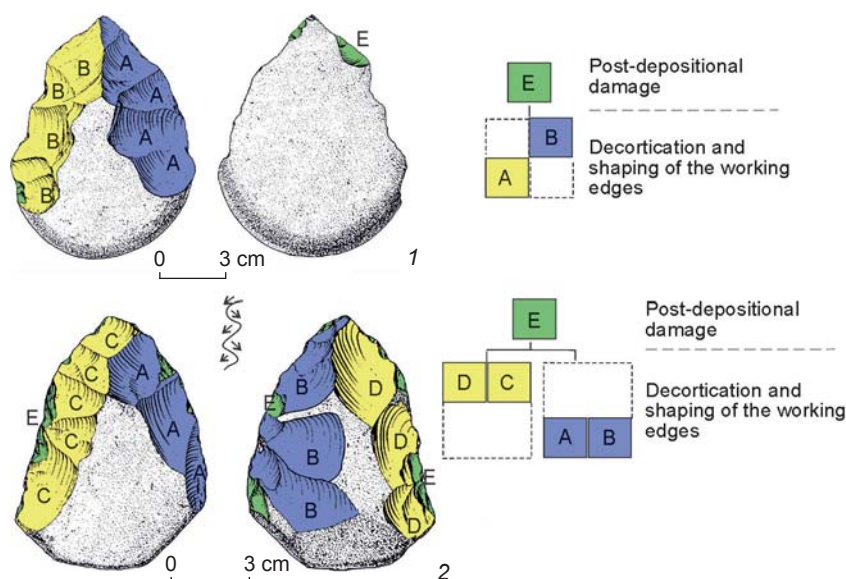 B A
B A
B A
B A
E
0 3 cm
1
E
Post-depositional
damage
B
A
Decortication and
shaping of the working
edges
C A
C
C A
E
C
C A
B D
E
B D
E
B D
0 3 cm
2
E
Post-depositional
damage
D C
A B
Decortication and
shaping of the working
edges